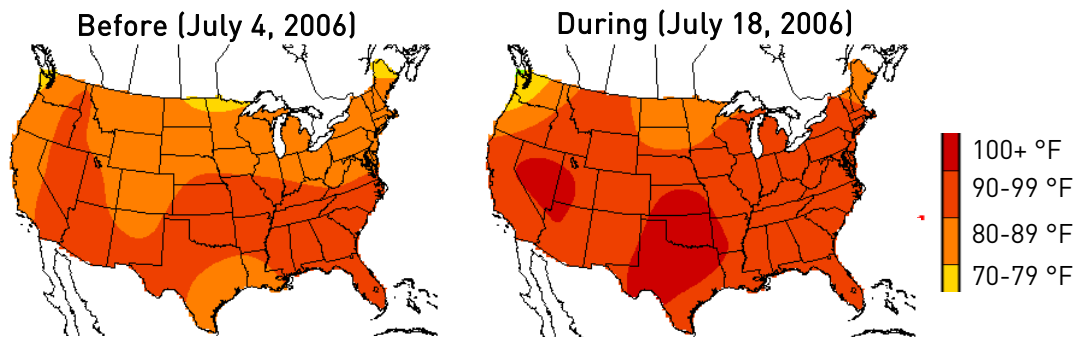 Before (July 4, 2006)
During (July 18, 2006)
100+ °F
90-99 °F
80-89 °F
70-79 °F